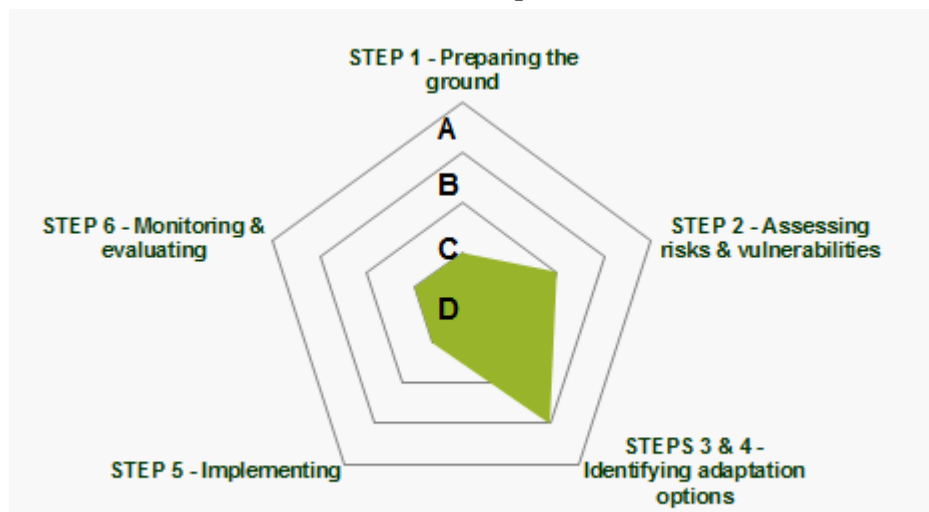 STEP 1 - Preparing the
ground
A
B
C
D
STEP 6 - Monitoring &
evaluating
STEP 2 - Assessing
risks & vulnerabilities
STEP 5 - Implementing
STEPS 3 & 4 -
Identifying adaptation
options